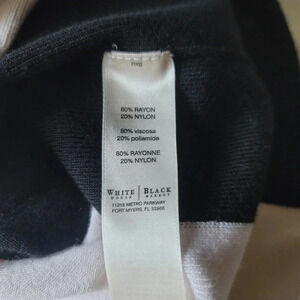 80% RAYON
20% NYLON
80% viscosa
20% poliamida
80% RAYONNE
20% NYLON
WHITE | BLACK
HOUSE | MARKET
11215 METRO PARKWAY
FORT MYERS, FL 33966